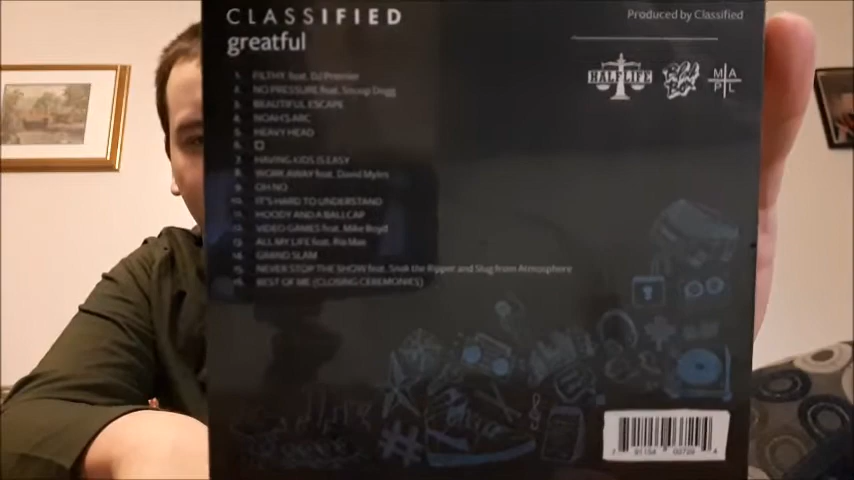 CLASSIFIED
greatful
Produced by Classified
HALFLIFE
MAPL
1. FILTHY feat. DJ Premier
2. NO PRESSURE feat. Snoop Dogg
3. BEAUTIFUL ESCAPE
4. NOAH'S ARC
5. HEAVY HEAD
6.
7. HAVING KIDS IS EASY
8. WORK AWAY feat. David Myles
9. OH NO
10. IT'S HARD TO UNDERSTAND
11. HOODY AND A BALLCAP
12. VIDEO GAMES feat. Mike Boyd
13. ALL MY LIFE feat. Ria Mae
14. GRAND SLAM
15. NEVER STOP THE SHOW feat. Snak the Ripper and Slug from Atmosphere
16. BEST OF ME (CLOSING CEREMONIES)
#